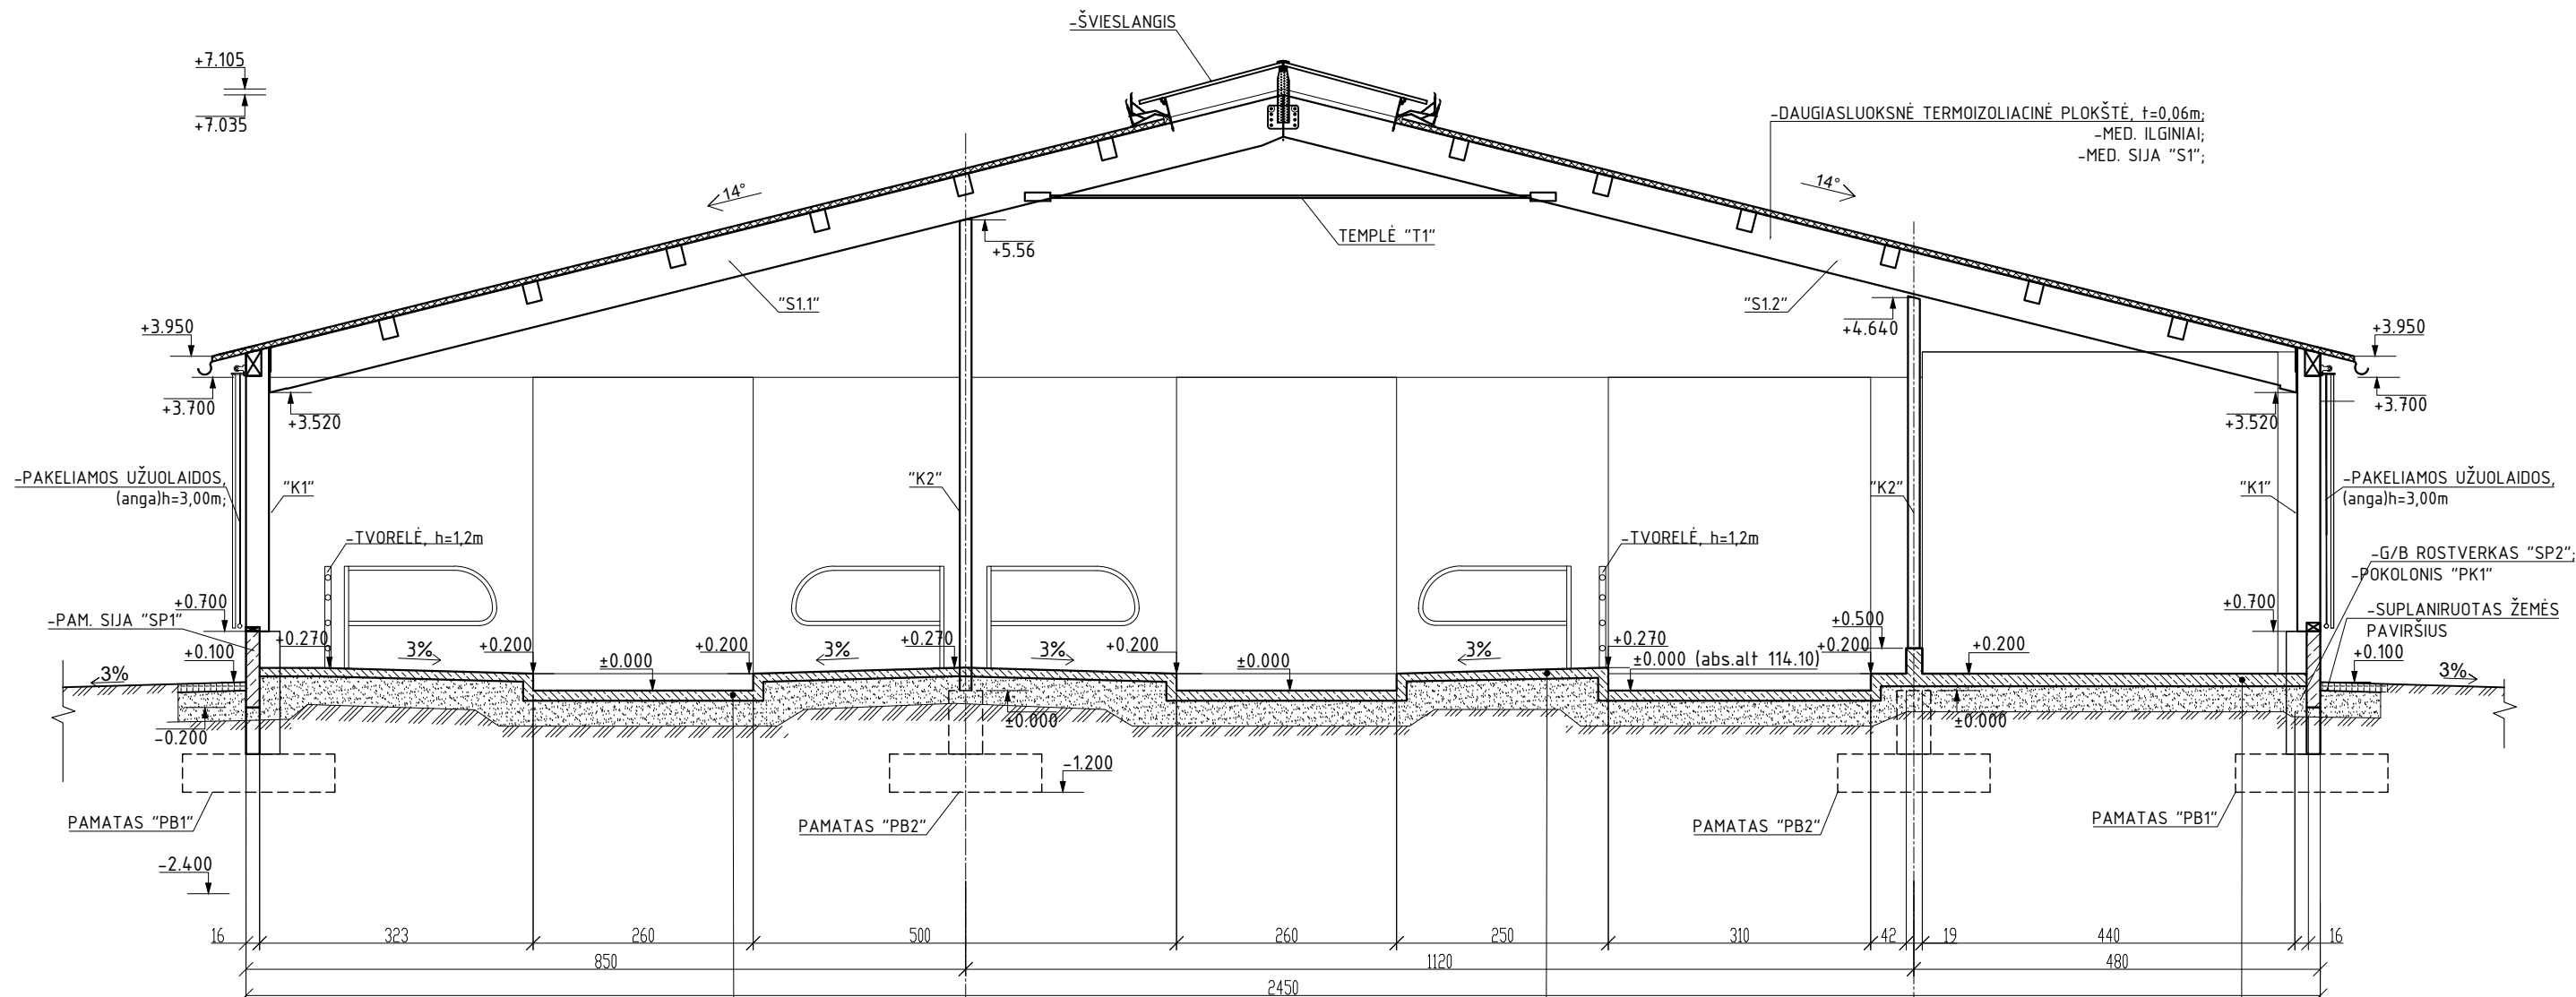 -ŠVIESLANGIS
+7.105
+7.035
-DAUGIASLUOKSNĖ TERMOIZOLIACINĖ PLOKŠTĖ, t=0,06m;
-MED. ILGINIAI;
-MED. SIJA "S1";
14°
14°
TEMPLĖ "T1"
+5.56
"S1.1"
"S1.2"
+4.640
+3.950
+3.950
+3.700
+3.520
+3.520
+3.700
-PAKELIAMOS UŽUOLAIDOS,
(anga)h=3,00m;
"K1"
"K2"
"K2"
"K1"
-PAKELIAMOS UŽUOLAIDOS,
(anga)h=3,00m
-TVORELĖ, h=1,2m
-TVORELĖ, h=1,2m
-G/B ROSTVERKAS "SP2";
-POKOLONIS "PK1"
-SUPLANIRUOTAS ŽEMĖS
PAVIRŠIUS
-PAM. SIJA "SP1"
+0.700
+0.270
+0.100
3%
3%
+0.200
±0.000
+0.200
3%
+0.270
3%
+0.200
±0.000
3%
+0.270
±0.000 (abs.alt 114.10)
+0.500
+0.200
+0.200
+0.700
+0.100
3%
-0.200
±0.000
±0.000
-1.200
PAMATAS "PB1"
PAMATAS "PB2"
PAMATAS "PB2"
PAMATAS "PB1"
-2.400
16 323 260 500 260 250 310 42 19 440 16
850 1120 480
2450